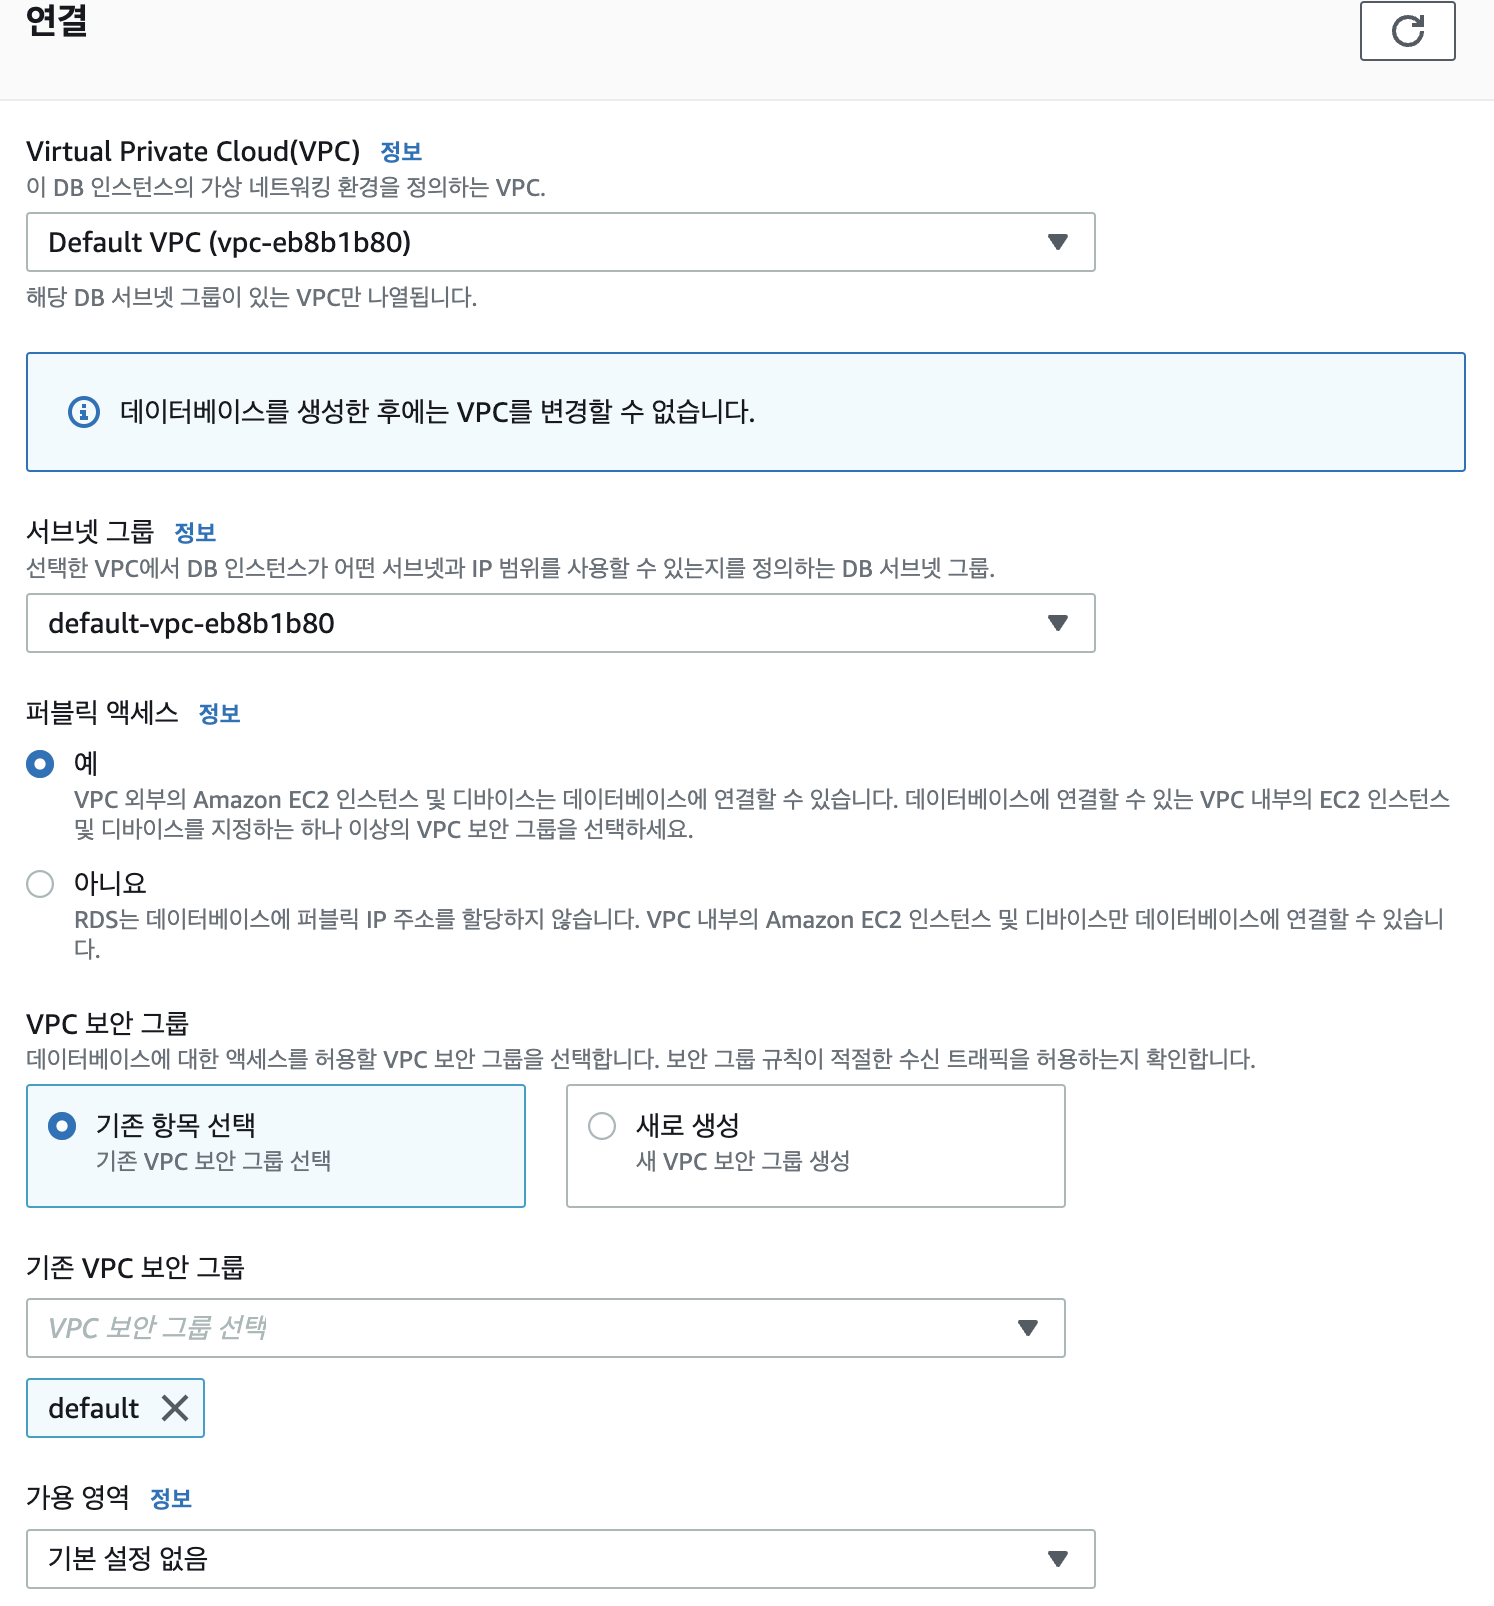 연결
Virtual Private Cloud(VPC) 정보
이 DB 인스턴스의 가상 네트워킹 환경을 정의하는 VPC.
Default VPC (vpc-eb8b1b80)
해당 DB 서브넷 그룹이 있는 VPC만 나열됩니다.
데이터베이스를 생성한 후에는 VPC를 변경할 수 없습니다.
서브넷 그룹 정보
선택한 VPC에서 DB 인스턴스가 어떤 서브넷과 IP 범위를 사용할 수 있는지를 정의하는 DB 서브넷 그룹.
default-vpc-eb8b1b80
퍼블릭 액세스 정보
예
VPC 외부의 Amazon EC2 인스턴스 및 디바이스는 데이터베이스에 연결할 수 있습니다. 데이터베이스에 연결할 수 있는 VPC 내부의 EC2 인스턴스
및 디바이스를 지정하는 하나 이상의 VPC 보안 그룹을 선택하세요.
아니요
RDS는 데이터베이스에 퍼블릭 IP 주소를 할당하지 않습니다. VPC 내부의 Amazon EC2 인스턴스 및 디바이스만 데이터베이스에 연결할 수 있습니
다.
VPC 보안 그룹
데이터베이스에 대한 액세스를 허용할 VPC 보안 그룹을 선택합니다. 보안 그룹 규칙이 적절한 수신 트래픽을 허용하는지 확인합니다.
기존 항목 선택
기존 VPC 보안 그룹 선택
새로 생성
새 VPC 보안 그룹 생성
기존 VPC 보안 그룹
VPC 보안 그룹 선택
default
가용 영역 정보
기본 설정 없음